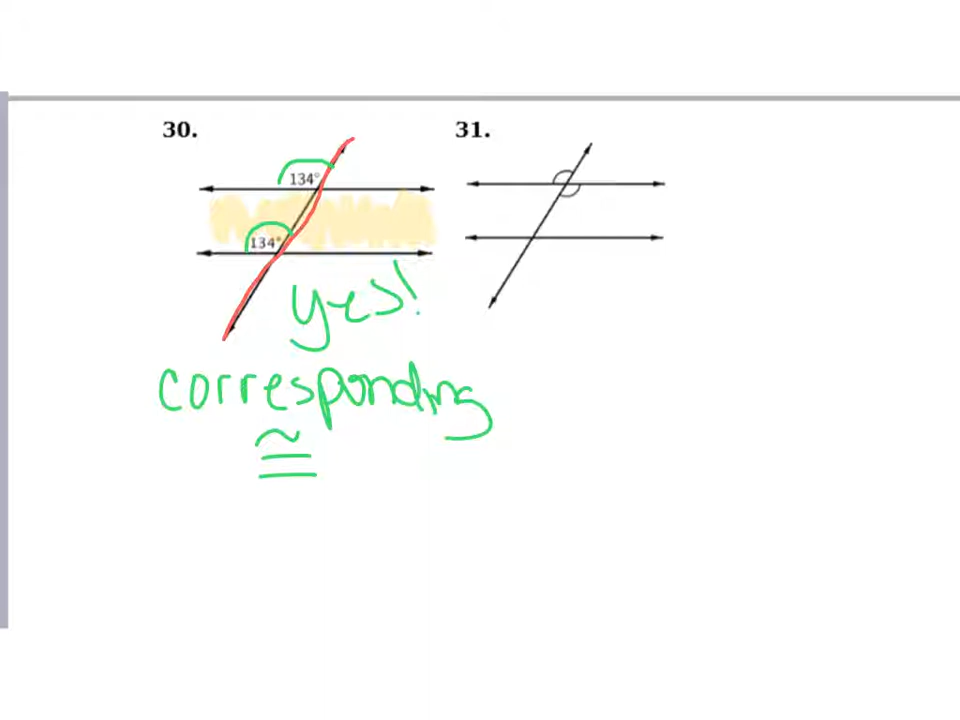 30. 31.
134°
134°
yes!
corresponding
≅